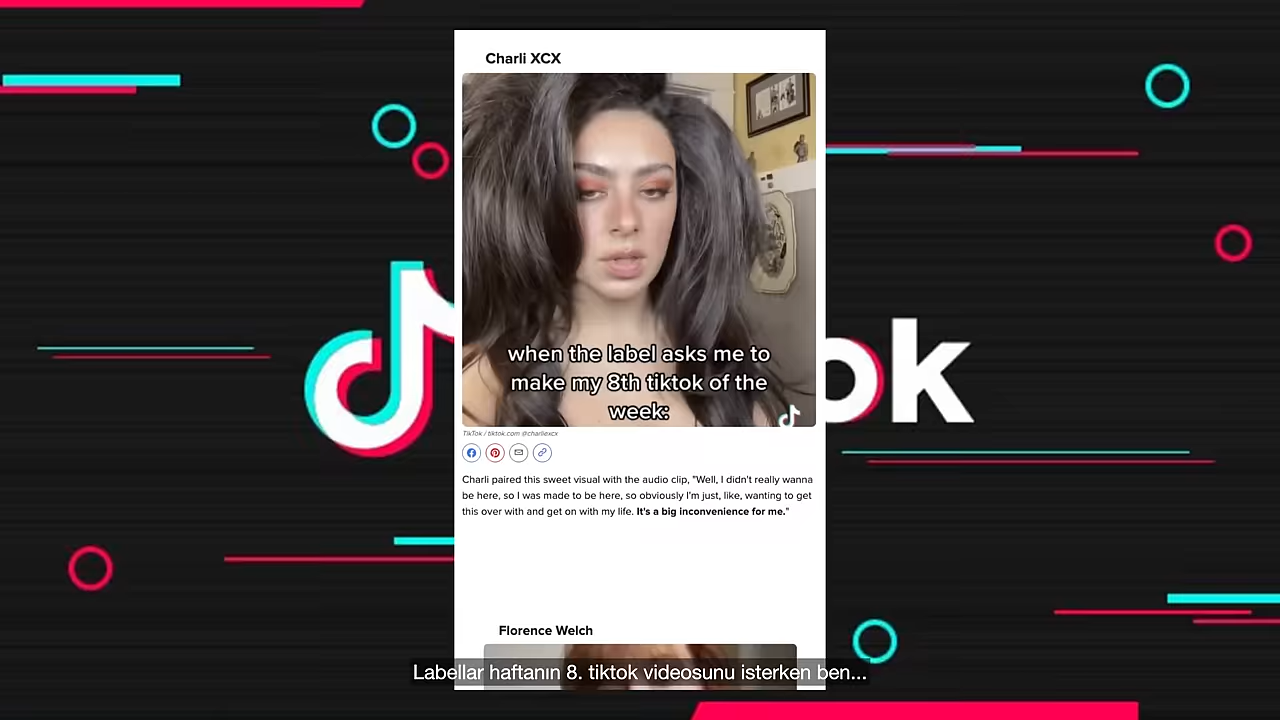 Charli XCX
when the label asks me to
make my 8th tiktok of the
week:
TikTok / tiktok.com @charlixcx
Charli paired this sweet visual with the audio clip, "Well, I didn't really wanna
be here, so I was made to be here, so obviously I'm just, like, wanting to get
this over with and get on with my life. It's a big inconvenience for me."
ok
Florence Welch
Labellar haftanın 8. tiktok videosunu isterken ben...